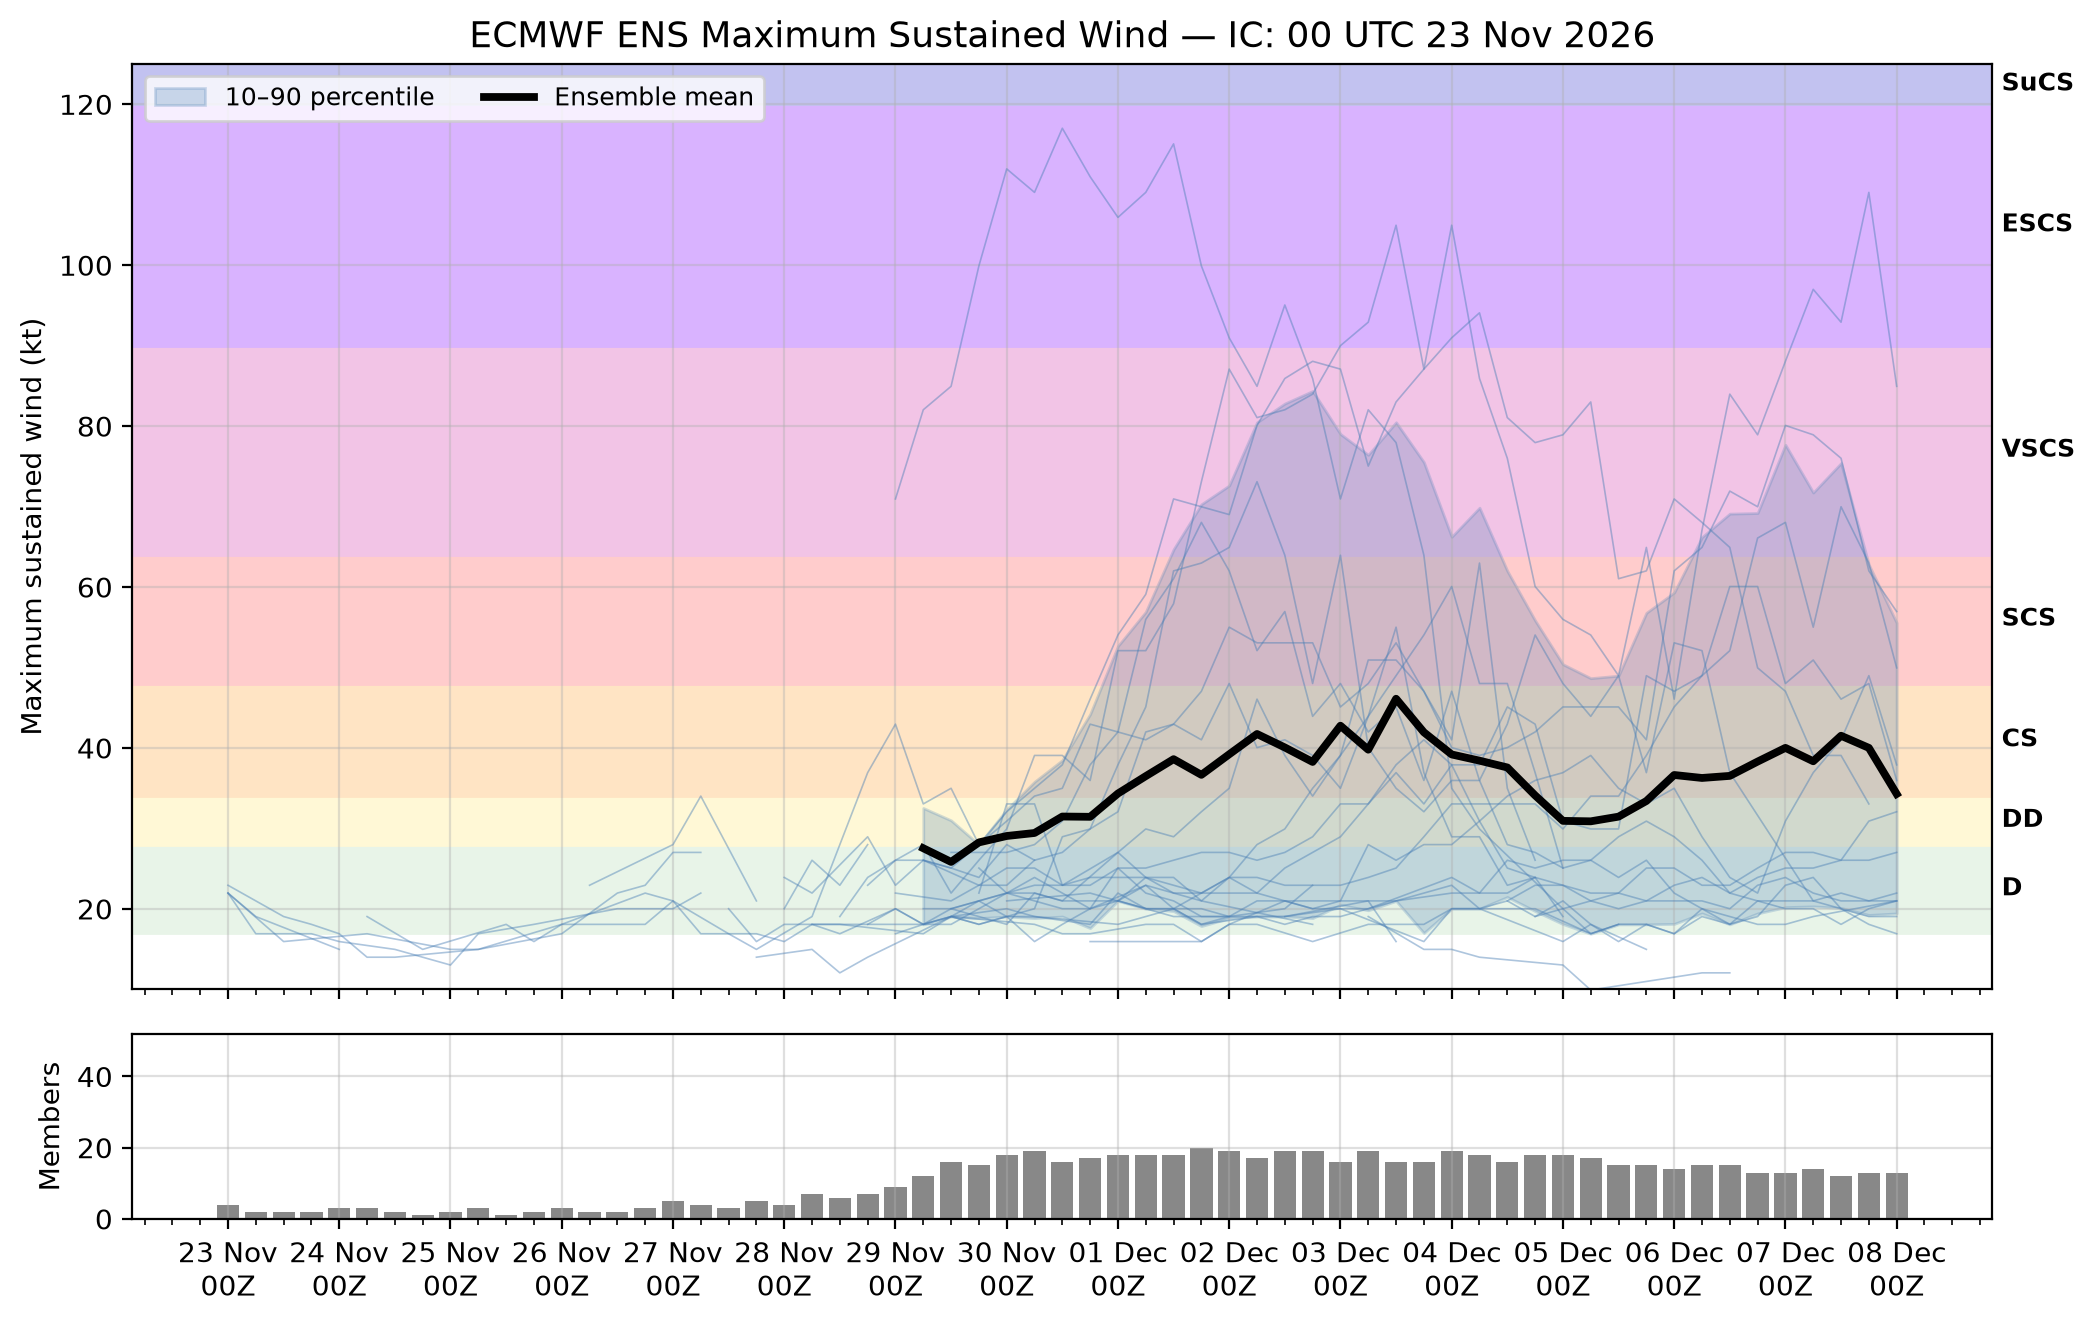 ECMWF ENS Maximum Sustained Wind — IC: 00 UTC 23 Nov 2026
10–90 percentile
Ensemble mean
Maximum sustained wind (kt)
120
100
80
60
40
20
SuCS
ESCS
VSCS
SCS
CS
DD
D
Members
40
20
0
23 Nov 24 Nov 25 Nov 26 Nov 27 Nov 28 Nov 29 Nov 30 Nov 01 Dec 02 Dec 03 Dec 04 Dec 05 Dec 06 Dec 07 Dec 08 Dec
00Z 00Z 00Z 00Z 00Z 00Z 00Z 00Z 00Z 00Z 00Z 00Z 00Z 00Z 00Z 00Z